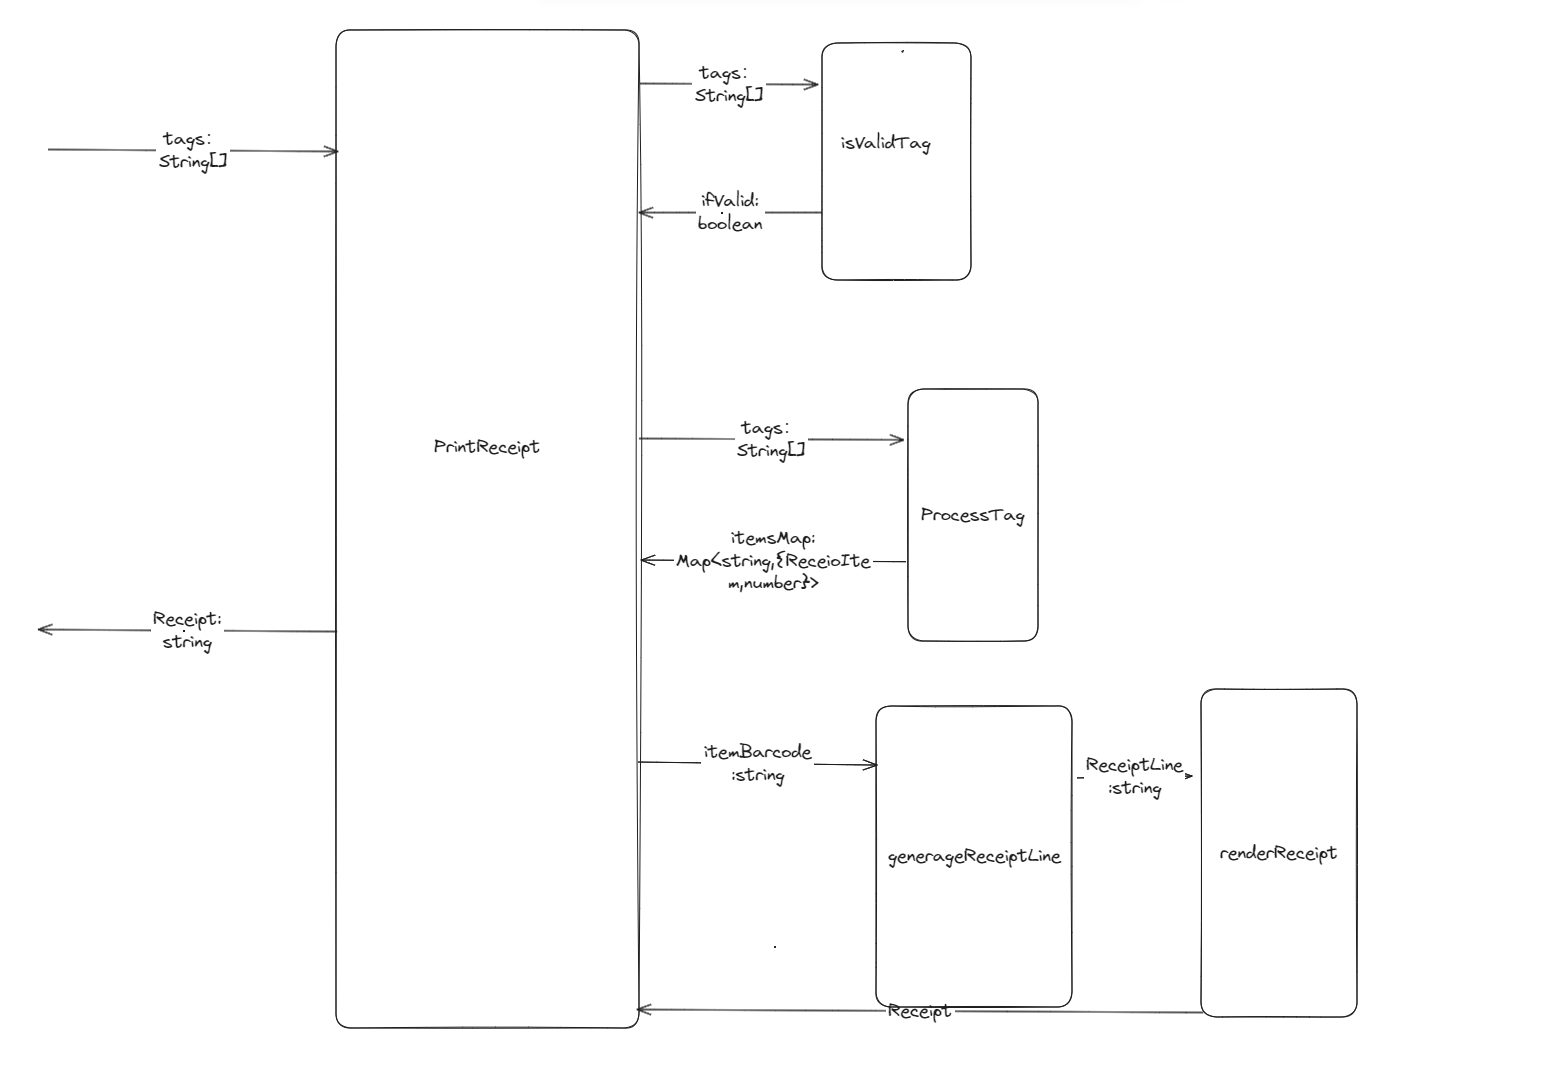 tags:
String[]
isValidTag
tags:
String[]
ifValid:
boolean
PrintReceipt
tags:
String[]
ProcessTag
itemsMap:
Map<string,{ReceioIte
m,number}>
Receipt:
string
itemBarcode
:string
ReceiptLine
:string
generageReceiptLine
renderReceipt
Receipt